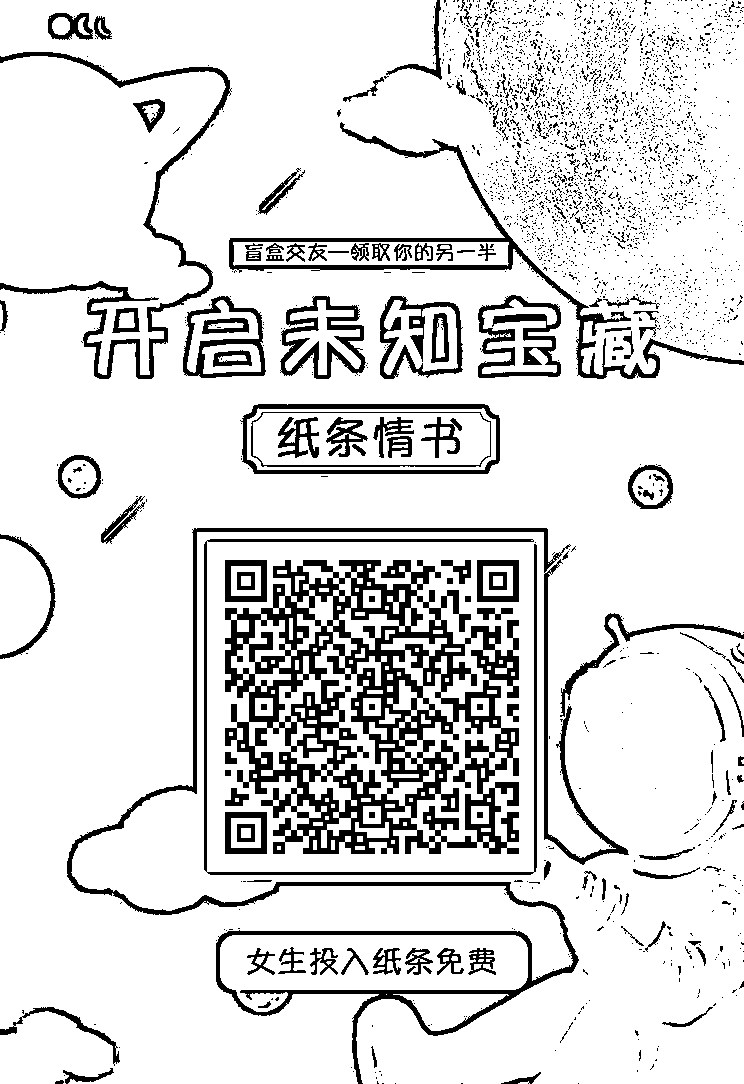 盲盒交友—领取你的另一半
开启未知宝藏
纸条情书
女生投入纸条免费